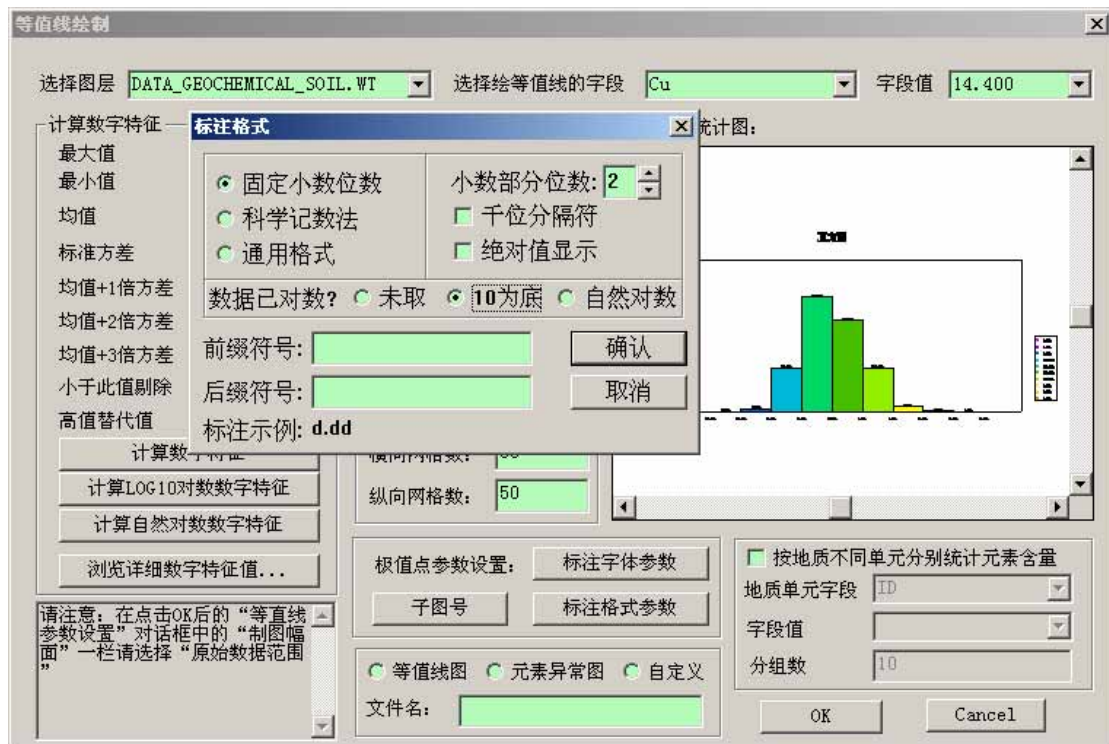 等值线绘制
选择图层 DATA_GEOCHEMICAL_SOIL.WT 选择绘等值线的字段 Cu 字段值 14.400
计算数字特征
最大值
最小值
均值
标准方差
均值+1倍方差
均值+2倍方差
均值+3倍方差
小于此值剔除
高值替代值
标注格式
固定小数位数 小数部分位数: 2
科学记数法 千位分隔符
通用格式 绝对值显示
数据已对数? 未取 10为底 自然对数
前缀符号: 确认
后缀符号: 取消
标注示例: d.dd
统计图:
计算LOG10对数数字特征
计算自然对数数字特征
浏览详细数字特征值...
纵向网格数: 50
请注意：在点击OK后的“等直线
参数设置”对话框中的“制图幅
面”一栏请选择“原始数据范围
”
极值点参数设置: 标注字体参数
子图号 标注格式参数
等值线图 元素异常图 自定义
文件名:
按地质不同单元分别统计元素含量
地质单元字段 ID
字段值
分组数 10
OK Cancel